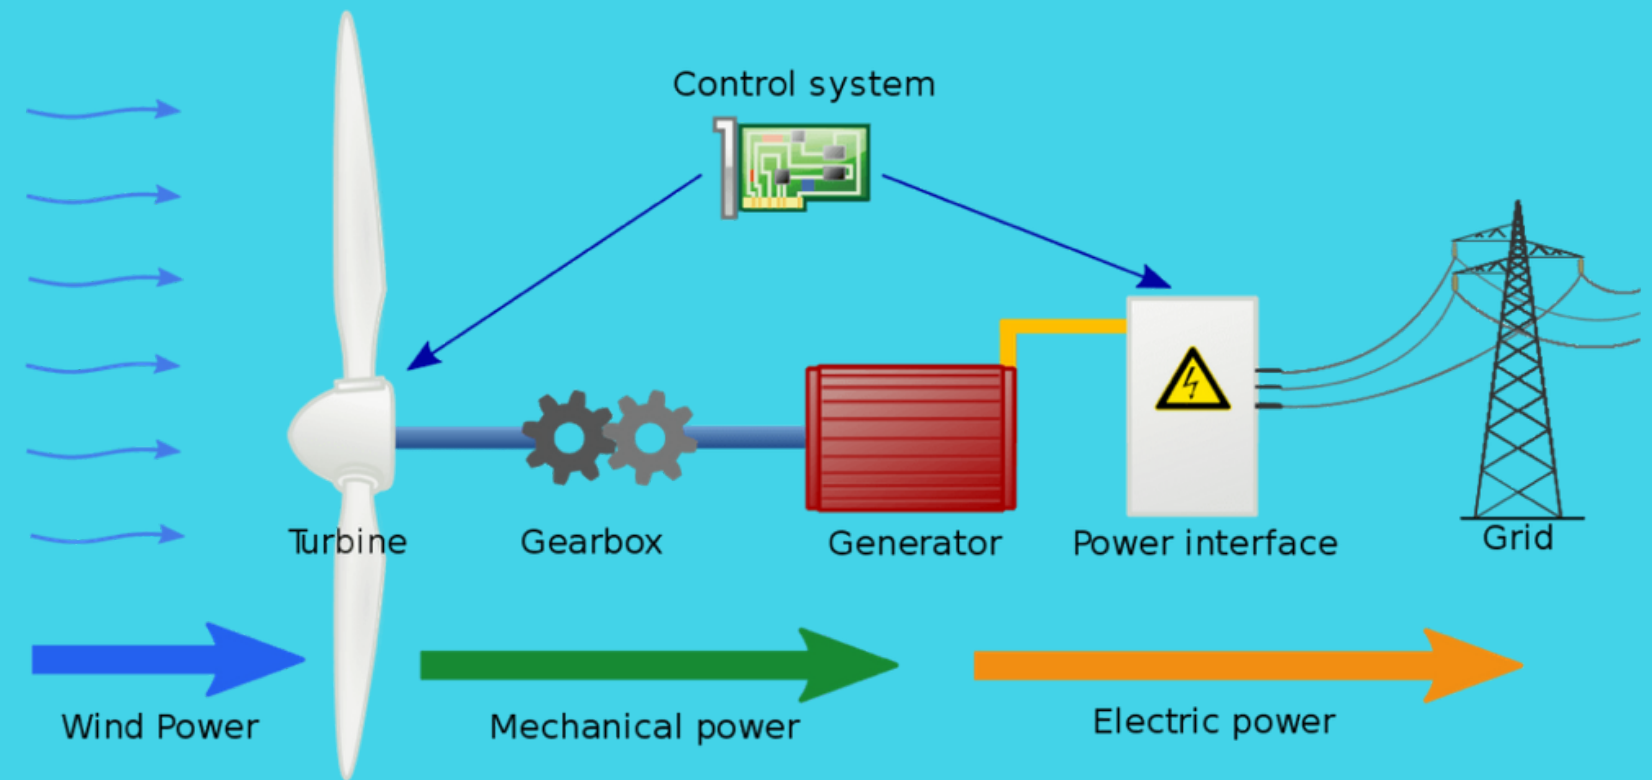 Control system
Turbine
Gearbox
Generator
Power interface
Grid
Wind Power
Mechanical power
Electric power